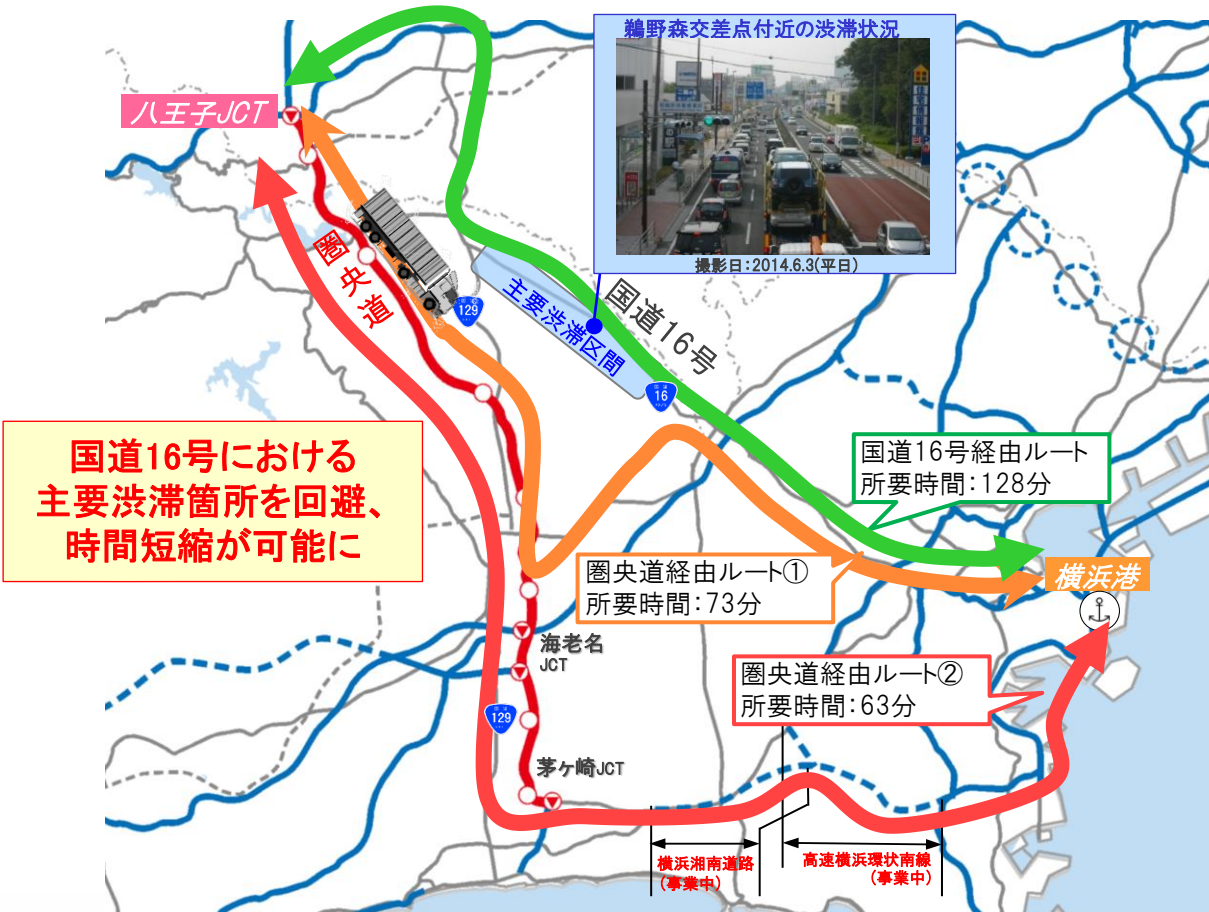 鵜野森交差点付近の渋滞状況
撮影日:2014.6.3(平日)
八王子JCT
圏央道
129
主要渋滞区間
国道16号
16
国道16号における
主要渋滞箇所を回避、
時間短縮が可能に
国道16号経由ルート
所要時間:128分
圏央道経由ルート①
所要時間:73分
横浜港
海老名
JCT
圏央道経由ルート②
所要時間:63分
129
茅ヶ崎JCT
横浜湘南道路
(事業中)
高速横浜環状南線
(事業中)